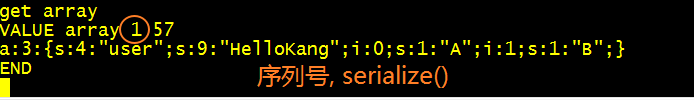 get array
VALUE array 1 57
a:3:{s:4:"user";s:9:"HelloKang";i:0;s:1:"A";i:1;s:1:"B";}
END
序列号, serialize()